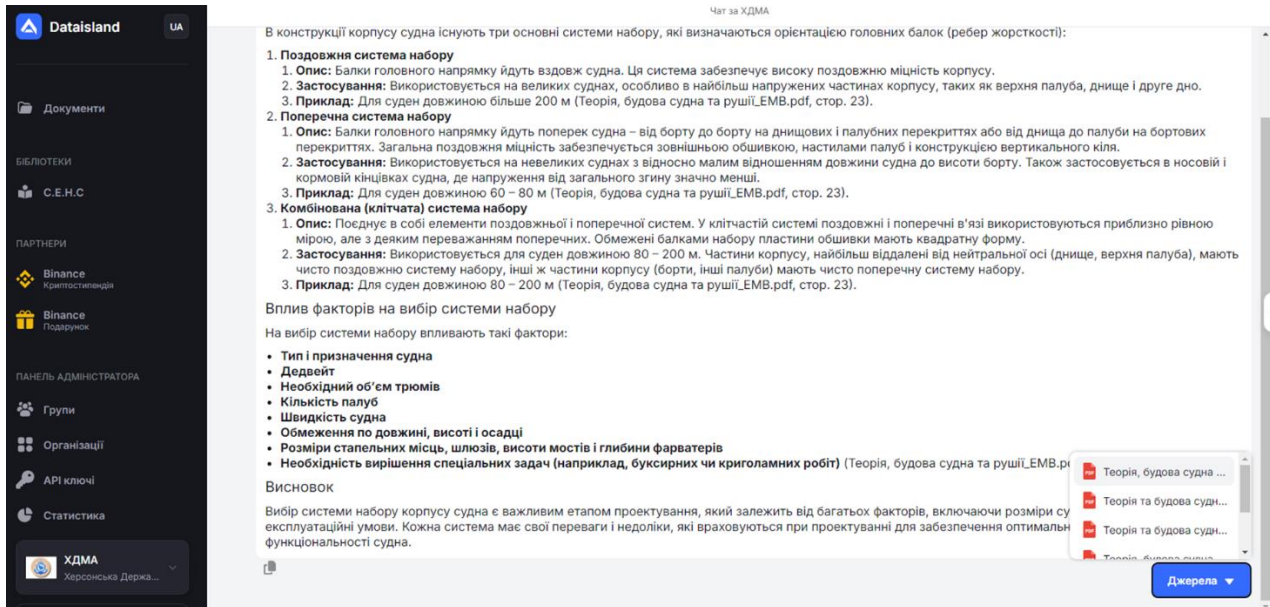 Dataisland
UA
Документи
БІБЛІОТЕКИ
С.Е.Н.С
ПАРТНЕРИ
Binance
Криптостипендія
Binance
Подарунок
ПАНЕЛЬ АДМІНІСТРАТОРА
Групи
Організації
API ключі
Статистика
ХДМА
Херсонська Держа...
Чат за ХДМА
В конструкції корпусу судна існують три основні системи набору, які визначаються орієнтацією головних балок (ребер жорсткості):
1. Поздовжня система набору
1. Опис: Балки головного напрямку йдуть вздовж судна. Ця система забезпечує високу поздовжню міцність корпусу.
2. Застосування: Використовується на великих суднах, особливо в найбільш напружених частинах корпусу, таких як верхня палуба, днище і друге дно.
3. Приклад: Для суден довжиною більше 200 м (Теорія, будова судна та рушії_ЕМВ.pdf, стор. 23).
2. Поперечна система набору
1. Опис: Балки головного напрямку йдуть поперек судна – від борту до борту на днищових і палубних перекриттях або від днища до палуби на бортових
перекриттях. Загальна поздовжня міцність забезпечується зовнішньою обшивкою, настилами палуб і конструкцією вертикального кіля.
2. Застосування: Використовується на невеликих суднах з відносно малим відношенням довжини судна до висоти борту. Також застосовується в носовій і
кормовій кінцівках судна, де напруження від загального згину значно менші.
3. Приклад: Для суден довжиною 60 – 80 м (Теорія, будова судна та рушії_ЕМВ.pdf, стор. 23).
3. Комбінована (клітчата) система набору
1. Опис: Поєднує в собі елементи поздовжньої і поперечної систем. У клітчастій системі поздовжні і поперечні в'язі використовуються приблизно рівною
мірою, але з деяким переважанням поперечних. Обмежені балками набору пластини обшивки мають квадратну форму.
2. Застосування: Використовується для суден довжиною 80 – 200 м. Частини корпусу, найбільш віддалені від нейтральної осі (днище, верхня палуба), мають
чисто поздовжню систему набору, інші ж частини корпусу (борти, інші палуби) мають чисто поперечну систему набору.
3. Приклад: Для суден довжиною 80 – 200 м (Теорія, будова судна та рушії_ЕМВ.pdf, стор. 23).
Вплив факторів на вибір системи набору
На вибір системи набору впливають такі фактори:
• Тип і призначення судна
• Дедвейт
• Необхідний об’єм трюмів
• Кількість палуб
• Швидкість судна
• Обмеження по довжині, висоті і осадці
• Розміри стапельних місць, шлюзів, висоти мостів і глибини фарватерів
• Необхідність вирішення спеціальних задач (наприклад, буксирних чи криголамних робіт) (Теорія, будова судна та рушії_ЕМВ.p
Висновок
Вибір системи набору корпусу судна є важливим етапом проектування, який залежить від багатьох факторів, включаючи розміри су
експлуатаційні умови. Кожна система має свої переваги і недоліки, які враховуються при проектуванні для забезпечення оптимальн
функціональності судна.
Теорія, будова судна ...
Теорія та будова судн...
Теорія та будова судн...
Теорія, будова судна
Джерела